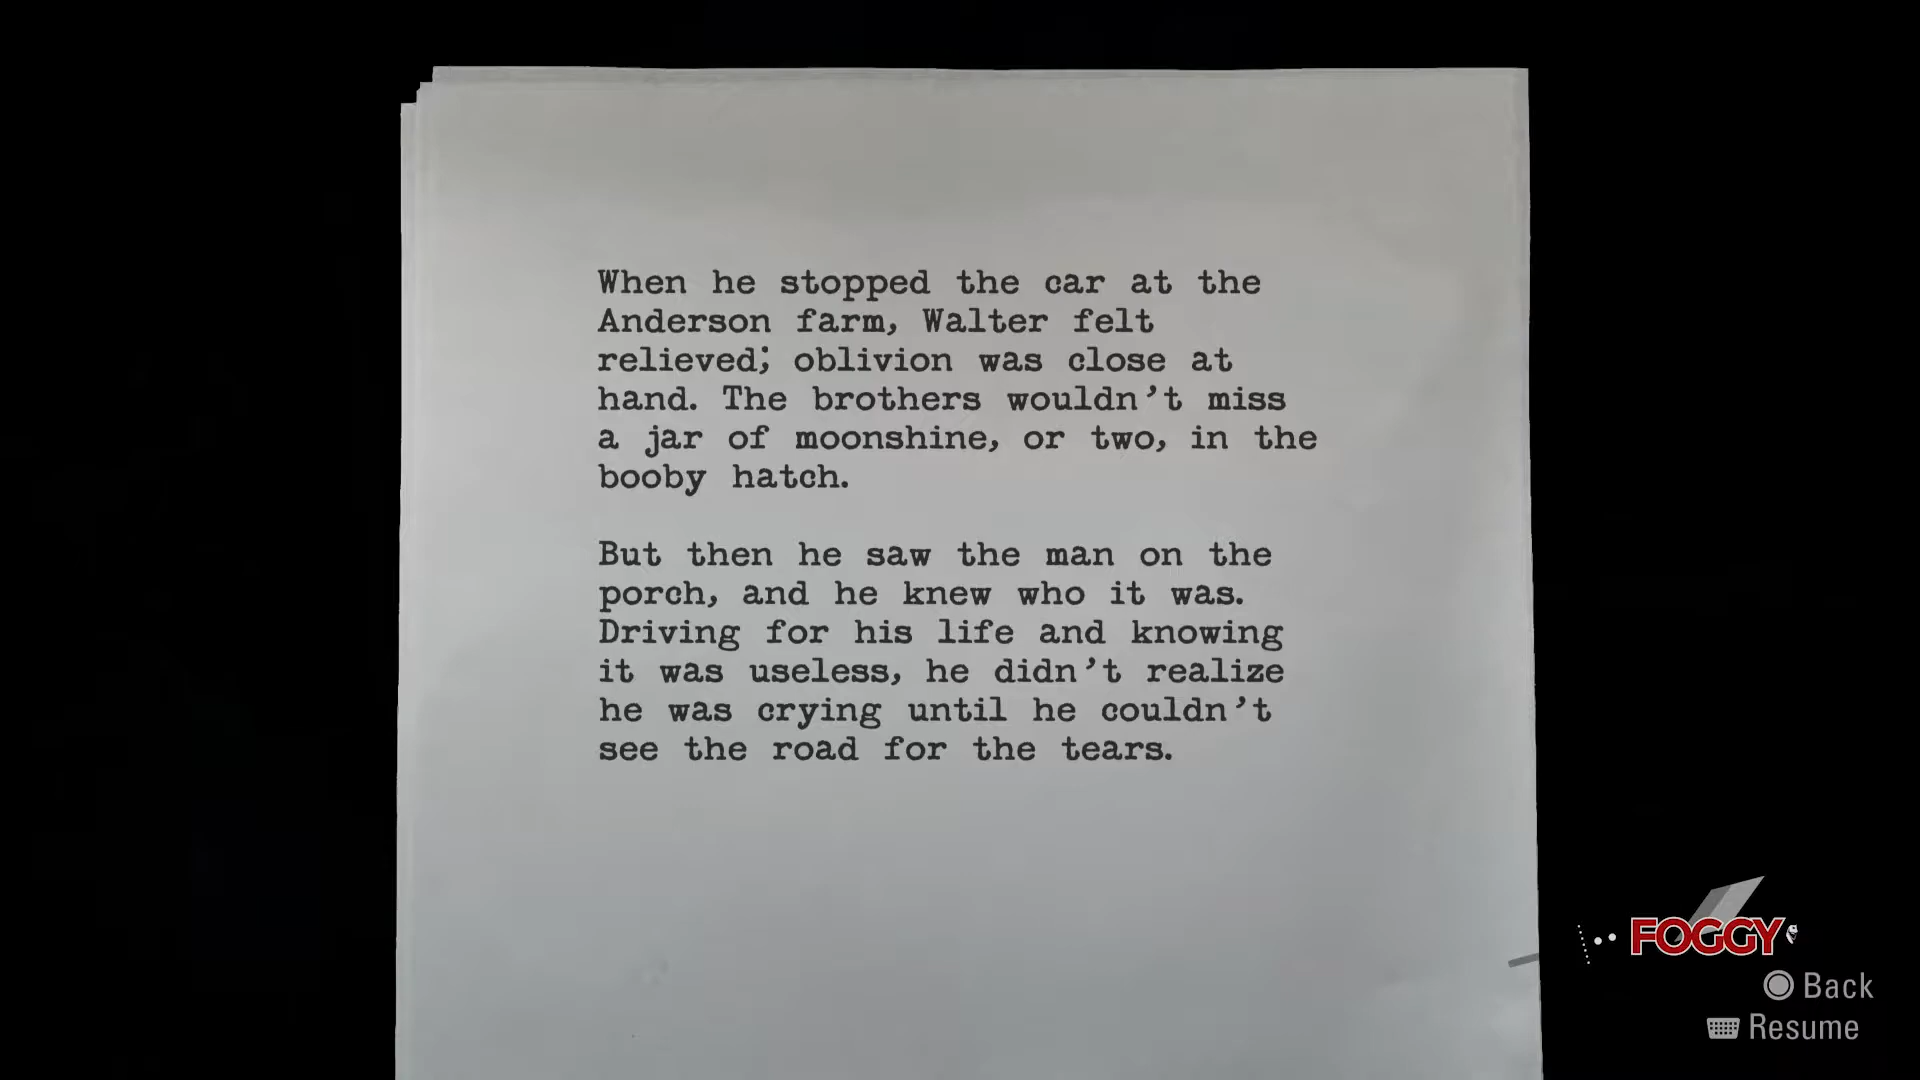 When he stopped the car at the
Anderson farm, Walter felt
relieved; oblivion was close at
hand. The brothers wouldn't miss
a jar of moonshine, or two, in the
booby hatch.
But then he saw the man on the
porch, and he knew who it was.
Driving for his life and knowing
it was useless, he didn't realize
he was crying until he couldn't
see the road for the tears.
FOGGY
Back
Resume